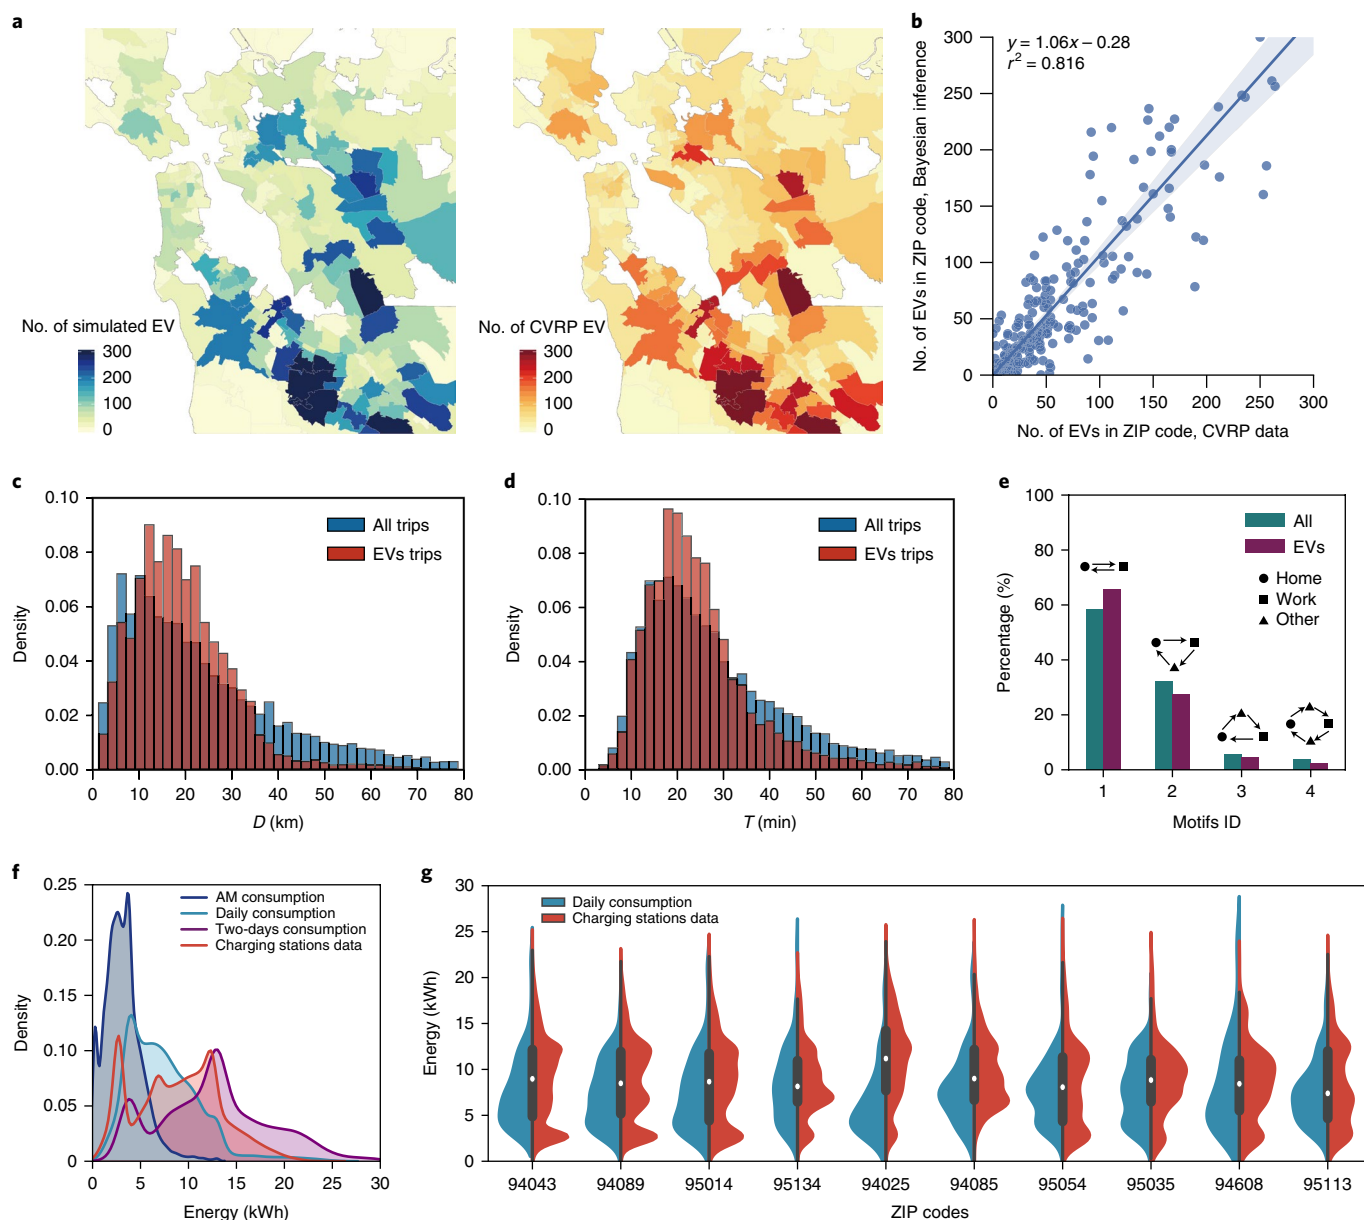 a
No. of simulated EV
300
200
100
0
No. of CVRP EV
300
200
100
0
b
y = 1.06x – 0.28
r² = 0.816
No. of EVs in ZIP code, Bayesian inference
300
250
200
150
100
50
0
0 50 100 150 200 250 300
No. of EVs in ZIP code, CVRP data
c
Density
0.10
0.08
0.06
0.04
0.02
0.00
All trips
EVs trips
0 10 20 30 40 50 60 70 80
D (km)
d
Density
0.10
0.08
0.06
0.04
0.02
0.00
All trips
EVs trips
0 10 20 30 40 50 60 70 80
T (min)
e
Percentage (%)
100
80
60
40
20
0
All
EVs
Home
Work
Other
1 2 3 4
Motifs ID
f
Density
0.25
0.20
0.15
0.10
0.05
0
AM consumption
Daily consumption
Two-days consumption
Charging stations data
0 5 10 15 20 25 30
Energy (kWh)
g
Energy (kWh)
30
25
20
15
10
5
0
Daily consumption
Charging stations data
94043 94089 95014 95134 94025 94085 95054 95035 94608 95113
ZIP codes